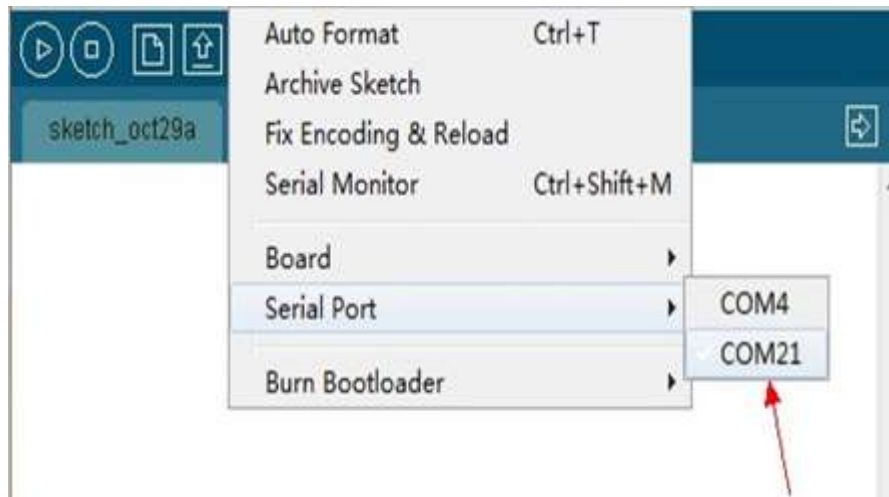 Auto Format Ctrl+T
Archive Sketch
sketch_oct29a
Fix Encoding & Reload
Serial Monitor Ctrl+Shift+M
Board
Serial Port
COM4
COM21
Burn Bootloader